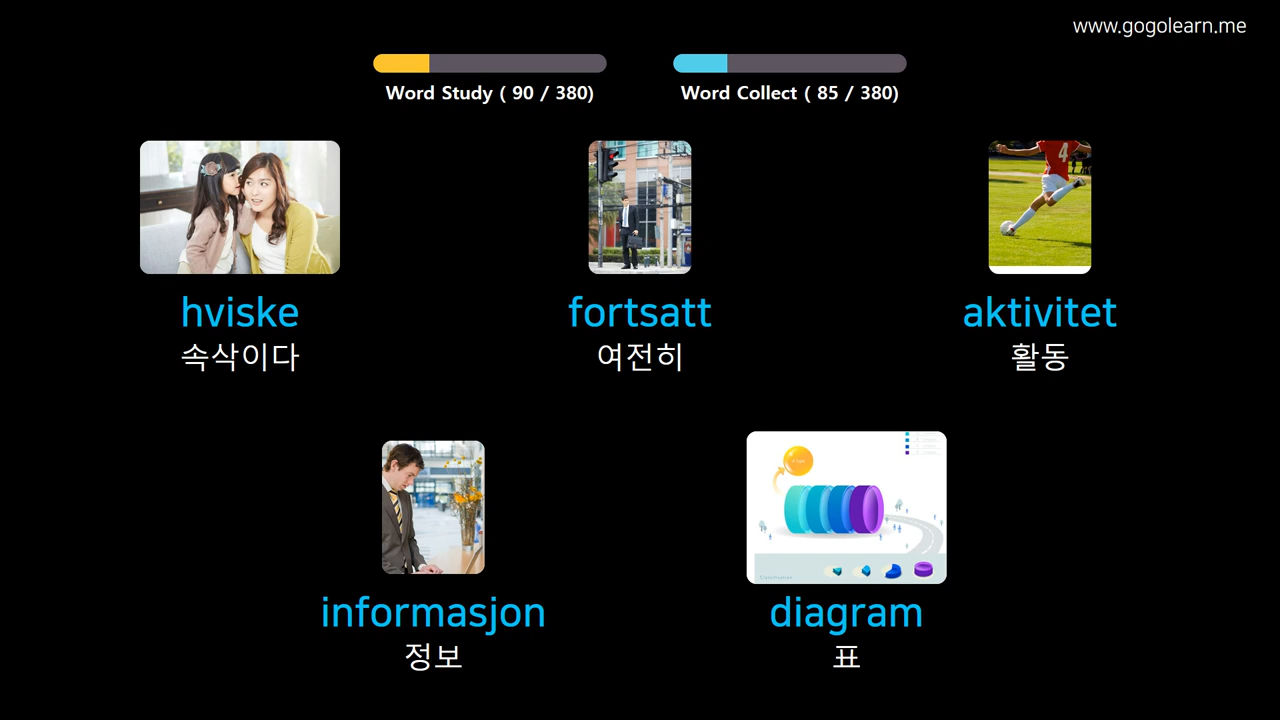 www.gogolearn.me
Word Study ( 90 / 380)
Word Collect ( 85 / 380)
4
hviske
속삭이다
fortsatt
여전히
aktivitet
활동
informasjon
정보
diagram
표